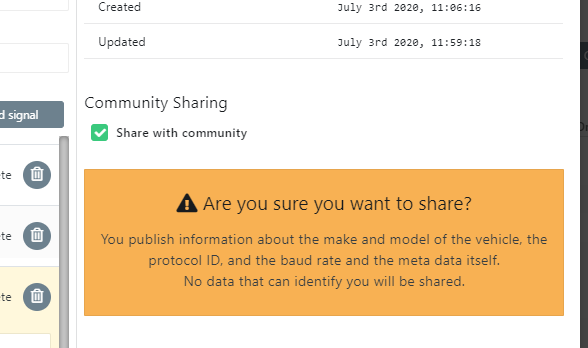 Created July 3rd 2020, 11:06:16
Updated July 3rd 2020, 11:59:18
d signal
Community Sharing
Share with community
Are you sure you want to share?
You publish information about the make and model of the vehicle, the
protocol ID, and the baud rate and the meta data itself.
No data that can identify you will be shared.